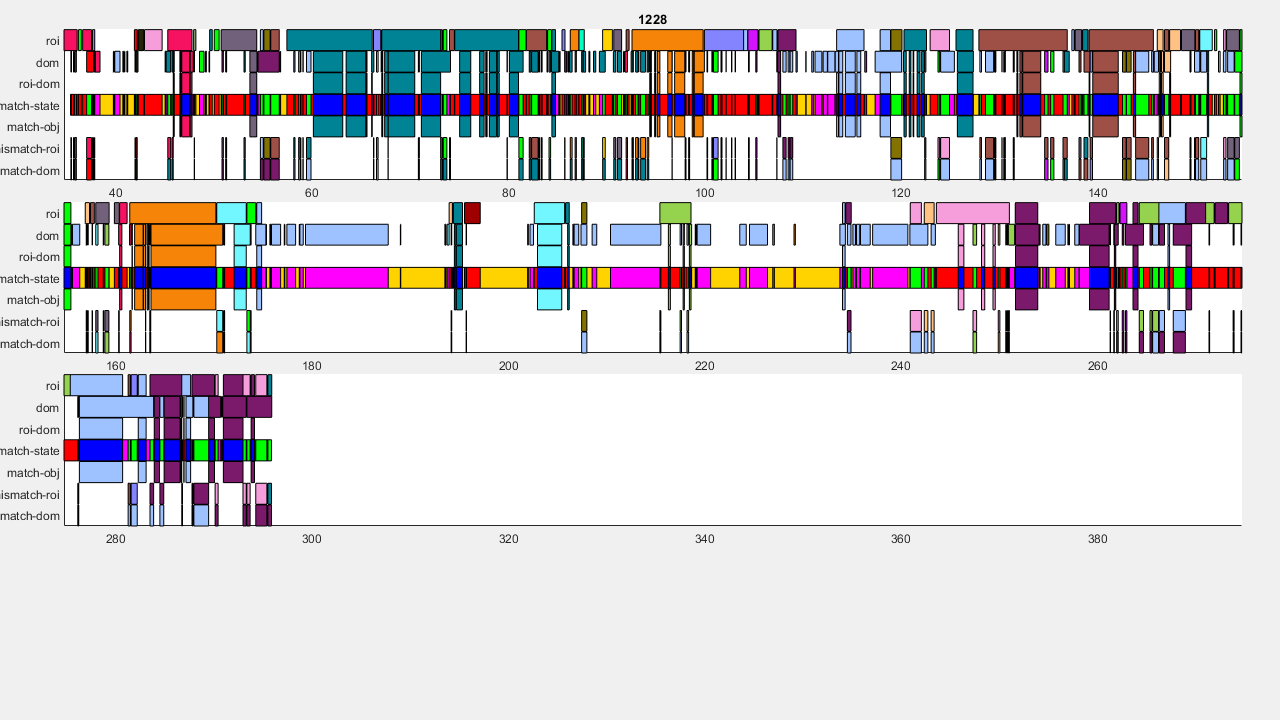 1228
roi
dom
roi-dom
match-state
match-obj
ismatch-roi
match-dom
40 60 80 100 120 140
roi
dom
roi-dom
match-state
match-obj
ismatch-roi
match-dom
160 180 200 220 240 260
roi
dom
roi-dom
match-state
match-obj
ismatch-roi
match-dom
280 300 320 340 360 380